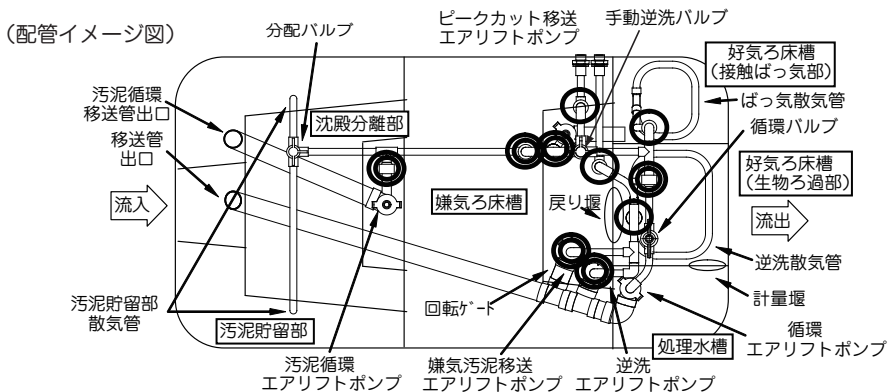 (配管イメージ図)
分配バルブ
ピークカット移送
エアリフトポンプ
手動逆洗バルブ
好気ろ床槽
(接触ばっ気部)
ばっ気散気管
循環バルブ
好気ろ床槽
(生物ろ過部)
流出
逆洗散気管
計量堰
循環
エアリフトポンプ
処理水槽
逆洗
エアリフトポンプ
嫌気汚泥移送
エアリフトポンプ
回転ゲート
戻り堰
嫌気ろ床槽
沈殿分離部
汚泥循環
移送管出口
移送管
出口
流入
汚泥貯留部
散気管
汚泥貯留部
汚泥循環
エアリフトポンプ